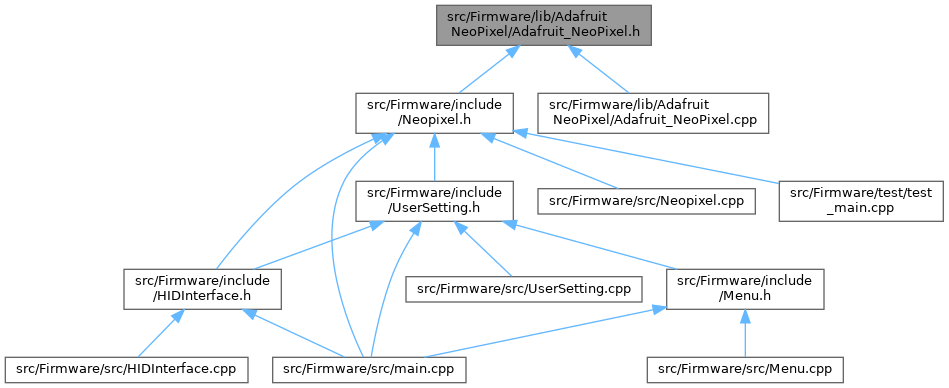 src/Firmware/lib/Adafruit
NeoPixel/Adafruit_NeoPixel.h
src/Firmware/include
/Neopixel.h
src/Firmware/lib/Adafruit
NeoPixel/Adafruit_NeoPixel.cpp
src/Firmware/include
/UserSetting.h
src/Firmware/src/Neopixel.cpp
src/Firmware/test/test
_main.cpp
src/Firmware/include
/HIDInterface.h
src/Firmware/src/UserSetting.cpp
src/Firmware/include
/Menu.h
src/Firmware/src/HIDInterface.cpp
src/Firmware/src/main.cpp
src/Firmware/src/Menu.cpp